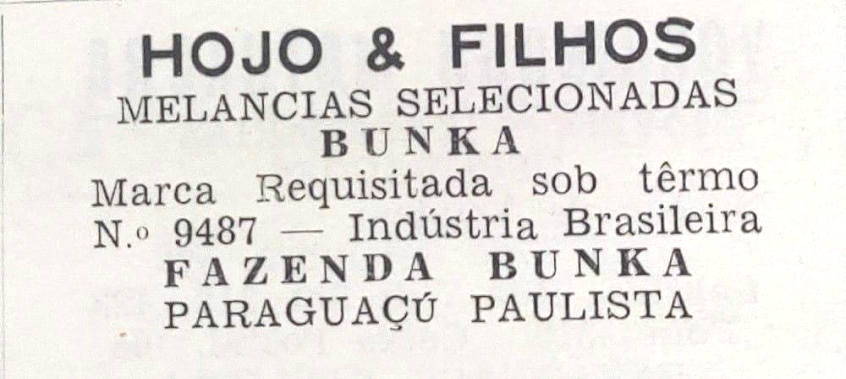 HOJO & FILHOS
MELANCIAS SELECIONADAS
BUNKA
Marca Requisitada sob têrmo
N.º 9487 — Indústria Brasileira
FAZENDA BUNKA
PARAGUAÇÚ PAULISTA